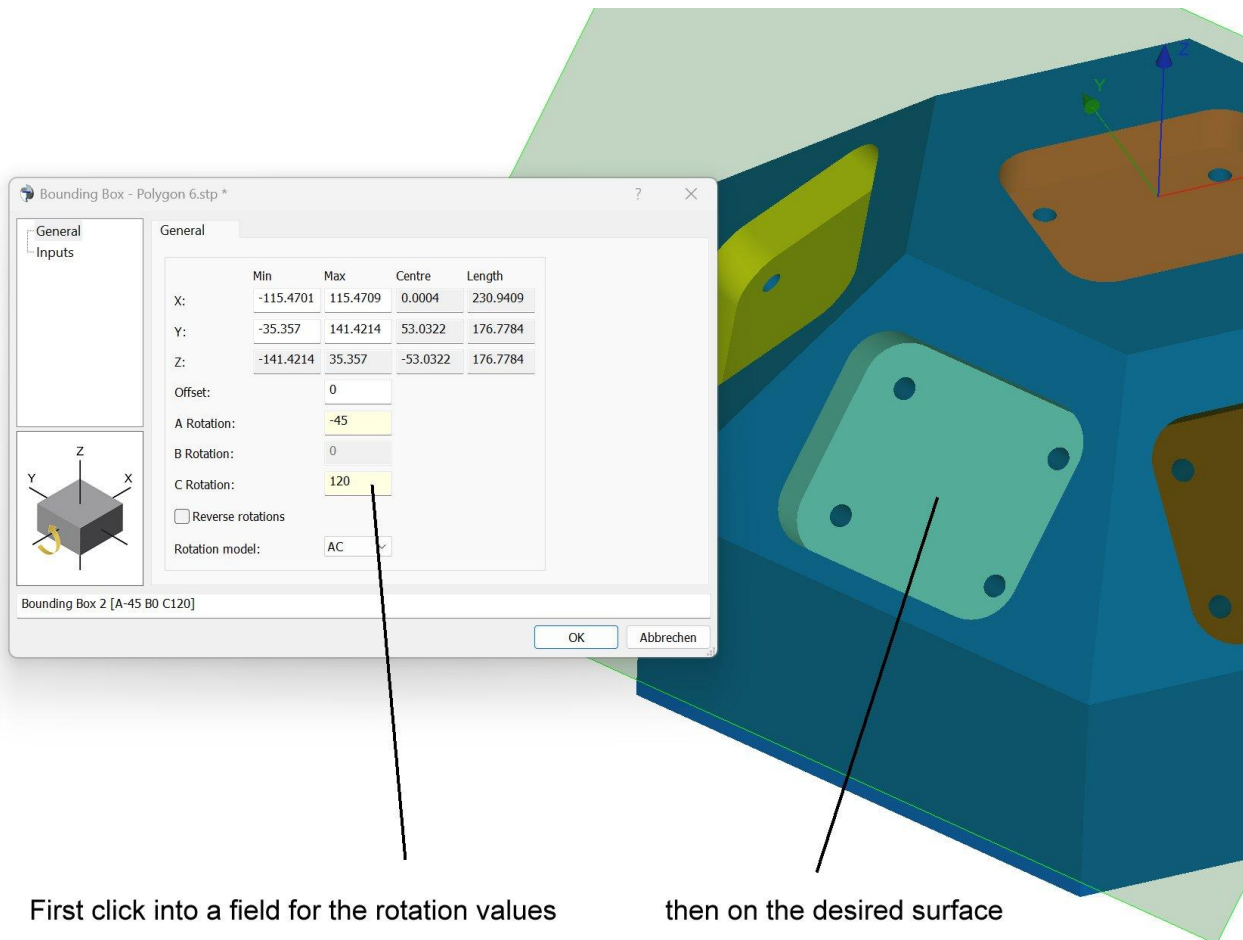 Bounding Box - Polygon 6.stp *
?
General
Inputs
General
Min Max Centre Length
X: -115.4701 115.4709 0.0004 230.9409
Y: -35.357 141.4214 53.0322 176.7784
Z: -141.4214 35.357 -53.0322 176.7784
Offset: 0
A Rotation: -45
B Rotation: 0
C Rotation: 120
Reverse rotations
Rotation model: AC
Z
Y X
Bounding Box 2 [A-45 B0 C120]
OK Abbrechen
Z
Y
First click into a field for the rotation values then on the desired surface